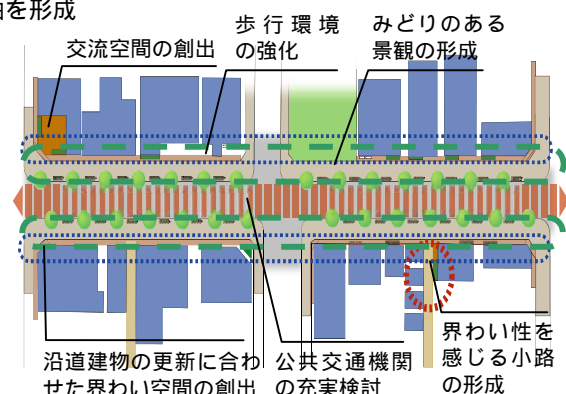 軸を形成
歩行環境
の強化
みどりのある
景観の形成
交流空間の創出
沿道建物の更新に合わ
せた界わい空間の創出
公共交通機関
の充実検討
界わい性を
感じる小路
の形成